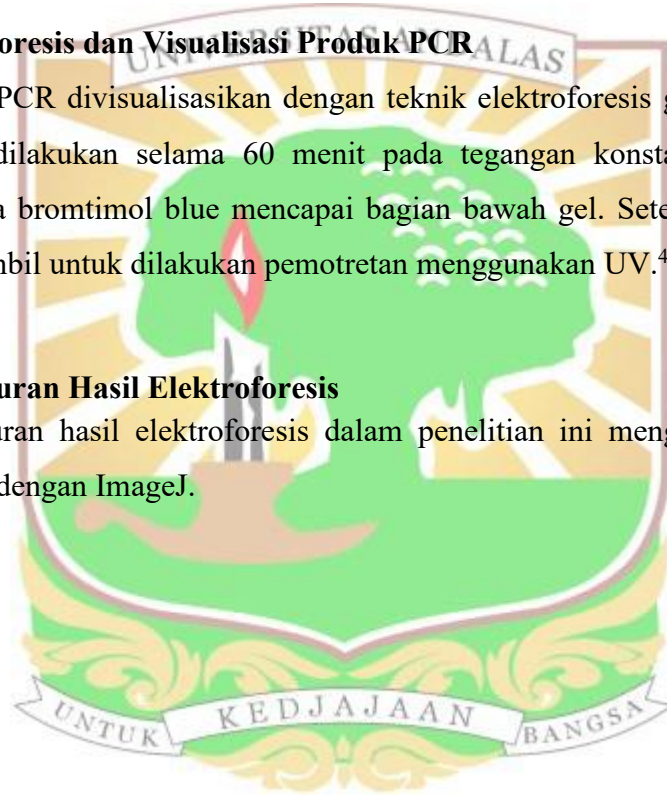 oresis dan Visualisasi Produk PCR
UNIVERSITAS ANDALAS
PCR divisualisasikan dengan teknik elektroforesis g
dilakukan selama 60 menit pada tegangan konsta
a bromtimol blue mencapai bagian bawah gel. Sete
nbil untuk dilakukan pemotretan menggunakan UV.4
uran Hasil Elektroforesis
uran hasil elektroforesis dalam penelitian ini meng
dengan ImageJ.
UNTUK KEDJAJAAN BANGSA